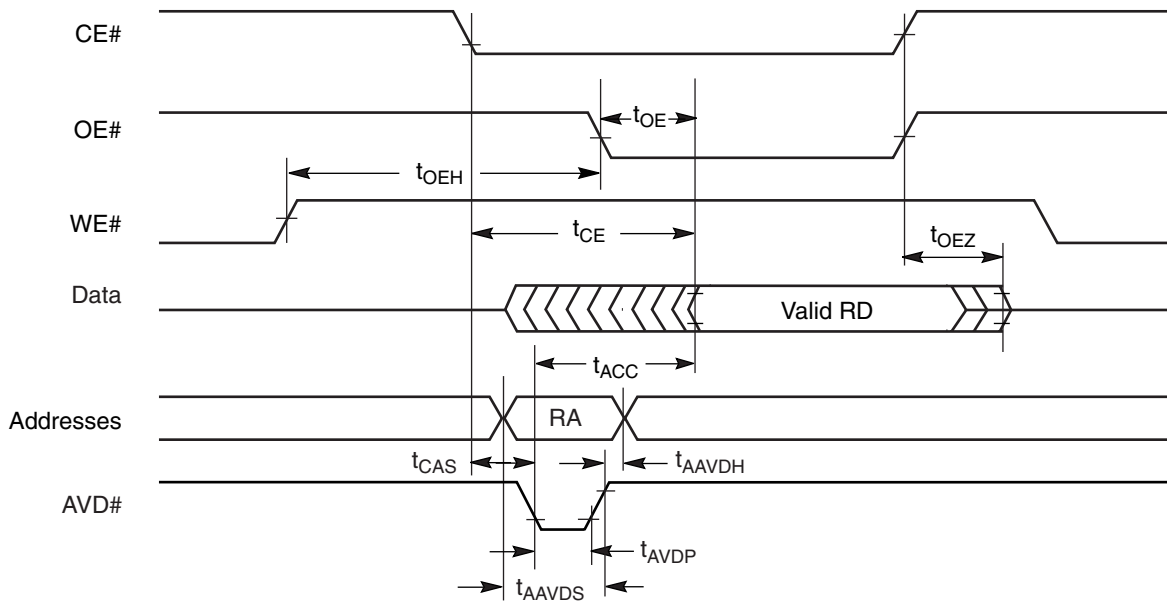 CE#
OE#
tOE
tOEH
WE#
tCE
tOEZ
Data
Valid RD
tACC
Addresses
RA
tCAS
tAAVDH
AVD#
tAVDP
tAAVDS